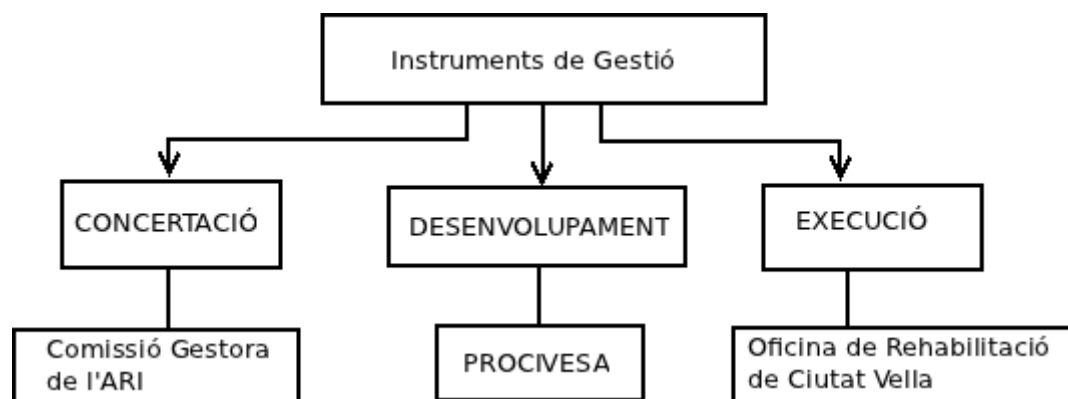 Instruments de Gestió
CONCERTACIÓ
DESENVOLUPAMENT
EXECUCIÓ
Comissió Gestora
de l'ARI
PROCIVESA
Oficina de Rehabilitació
de Ciutat Vella